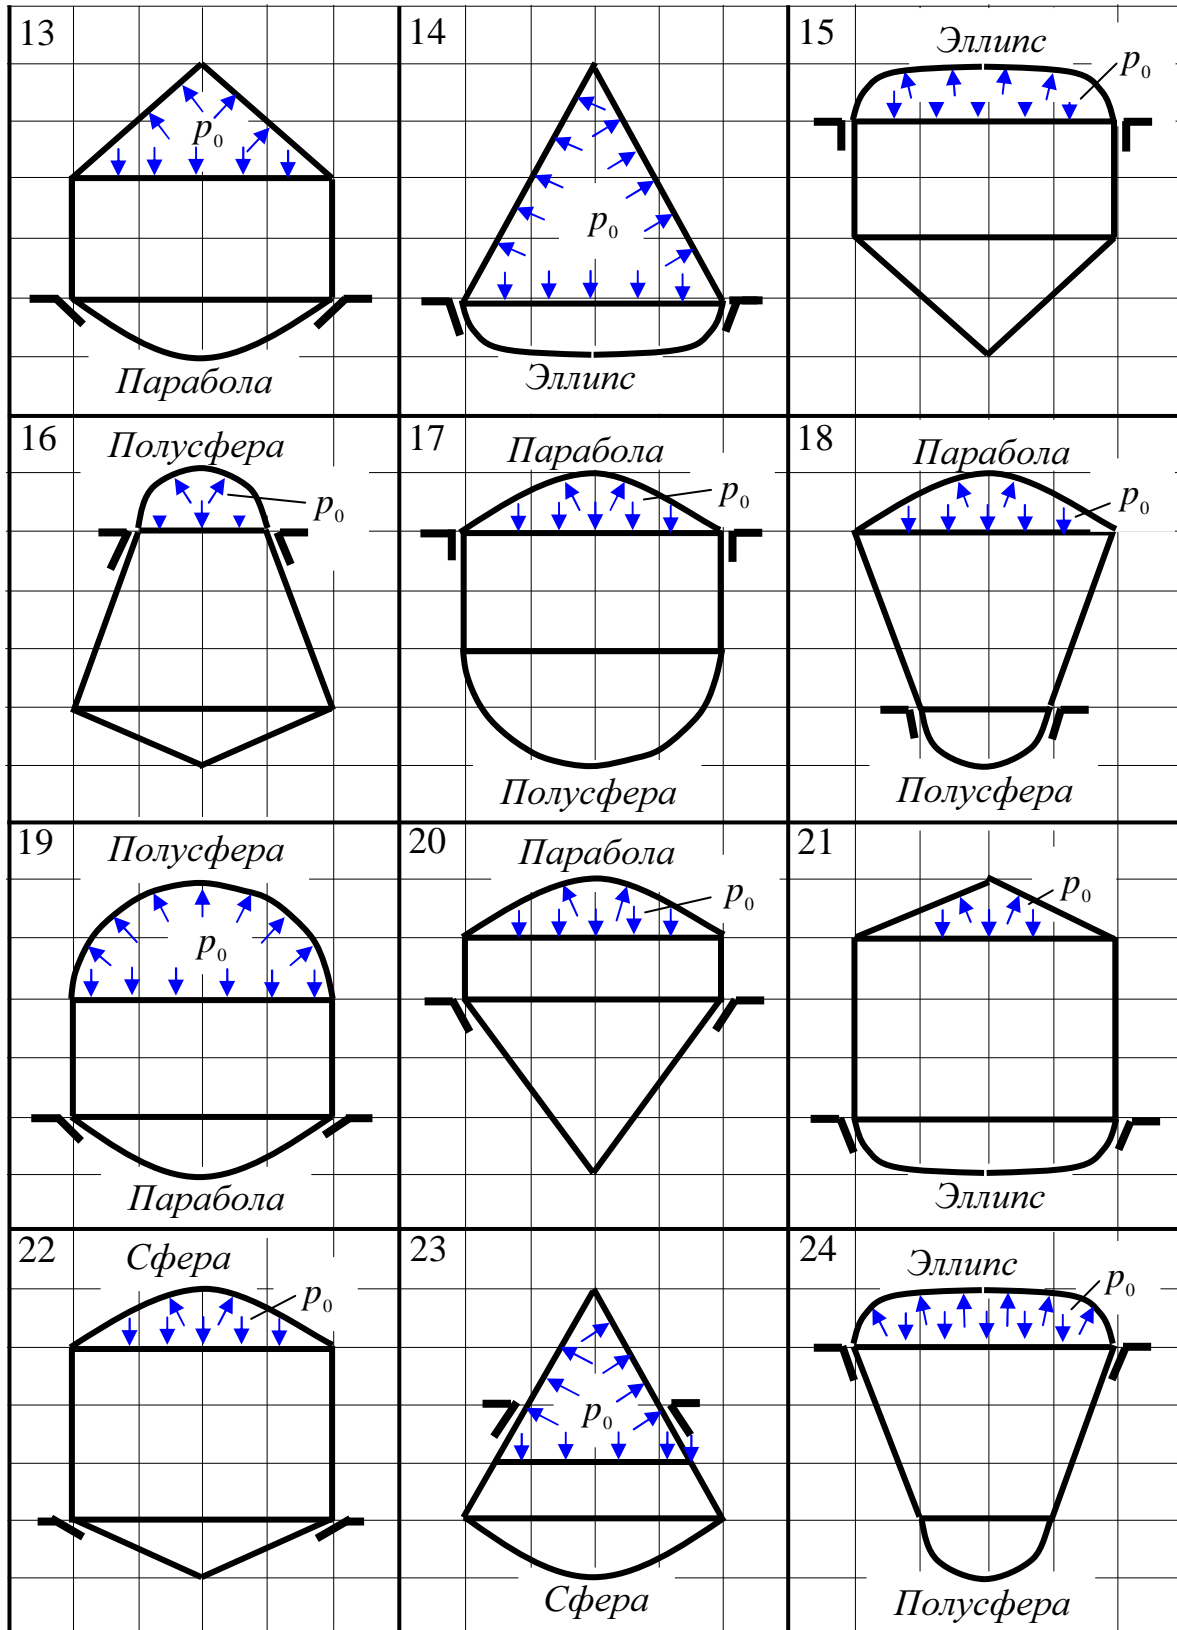 13
p₀
Парабола
14
p₀
Эллипс
15
Эллипс
p₀
16
Полусфера
p₀
17
Парабола
p₀
Полусфера
18
Парабола
p₀
Полусфера
19
Полусфера
p₀
Парабола
20
Парабола
p₀
21
p₀
Эллипс
22
Сфера
p₀
23
p₀
Сфера
24
Эллипс
p₀
Полусфера